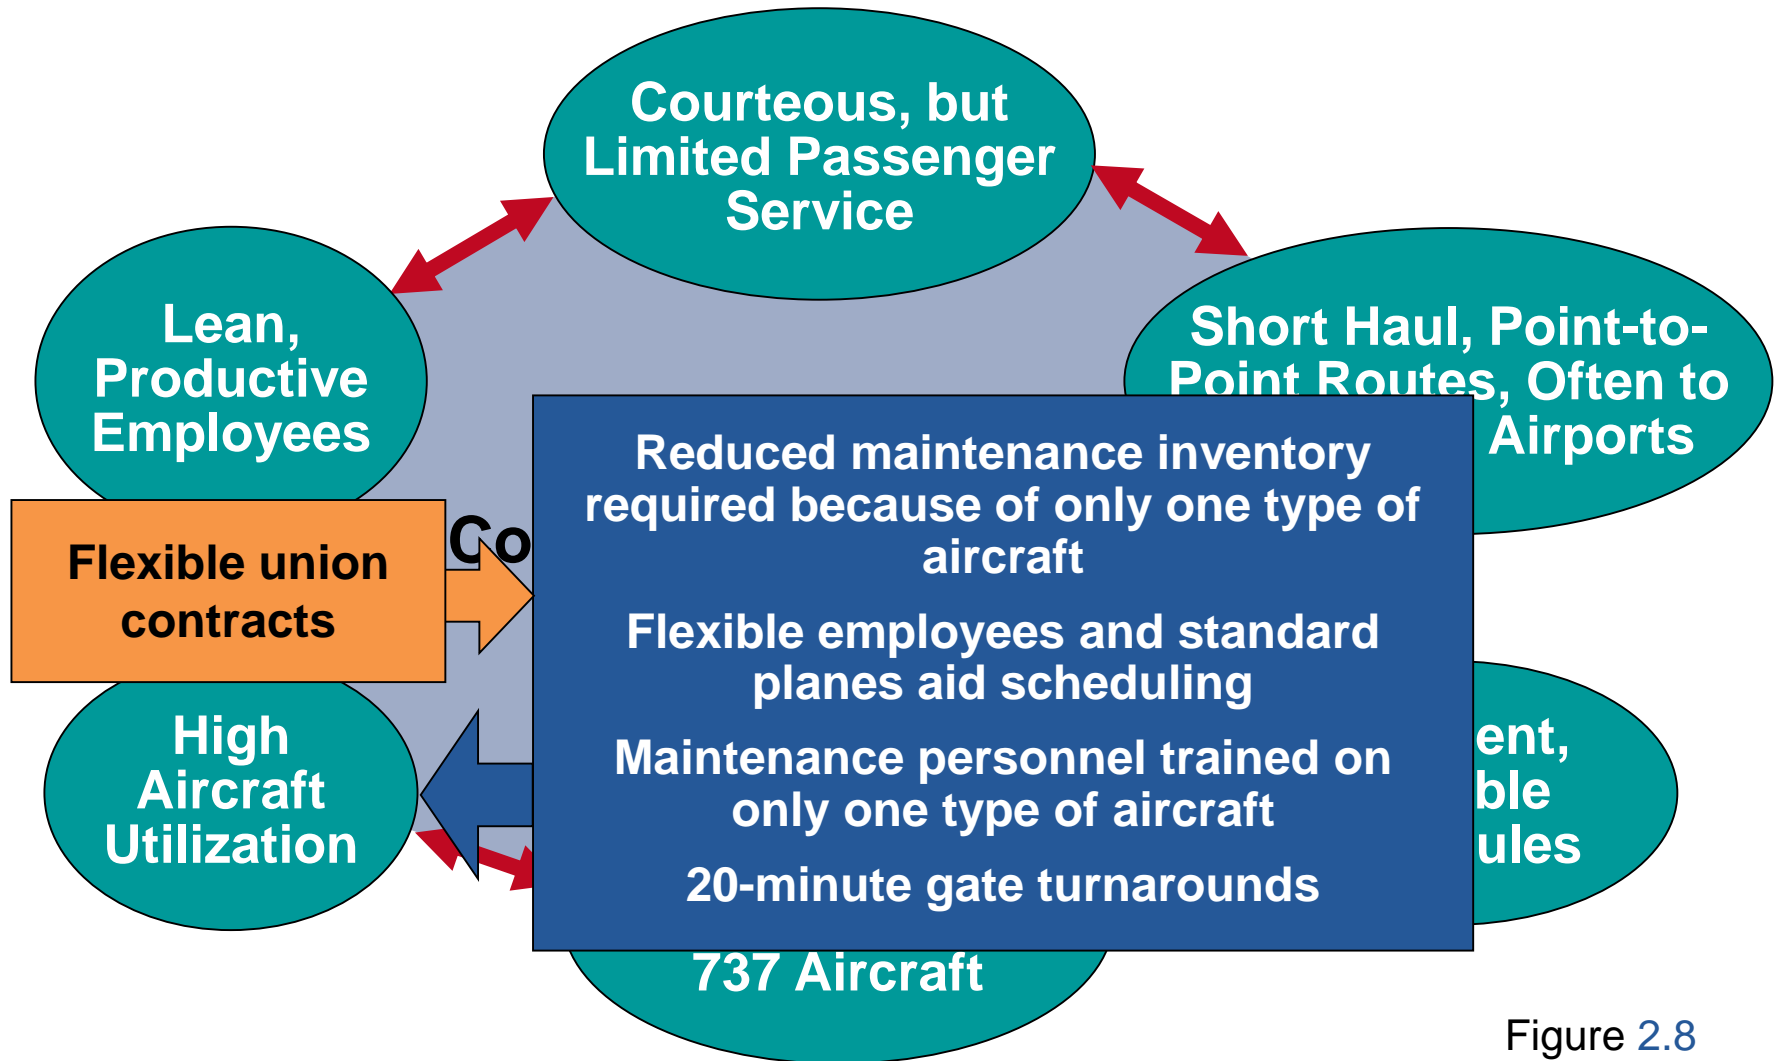 Courteous, but
Limited Passenger
Service
Lean,
Productive
Employees
Short Haul, Point-to-
Point Routes, Often to
Airports
Co
Flexible union
contracts
Reduced maintenance inventory
required because of only one type of
aircraft
Flexible employees and standard
planes aid scheduling
Maintenance personnel trained on
only one type of aircraft
20-minute gate turnarounds
High
Aircraft
Utilization
ent,
ble
ules
737 Aircraft
Figure 2.8